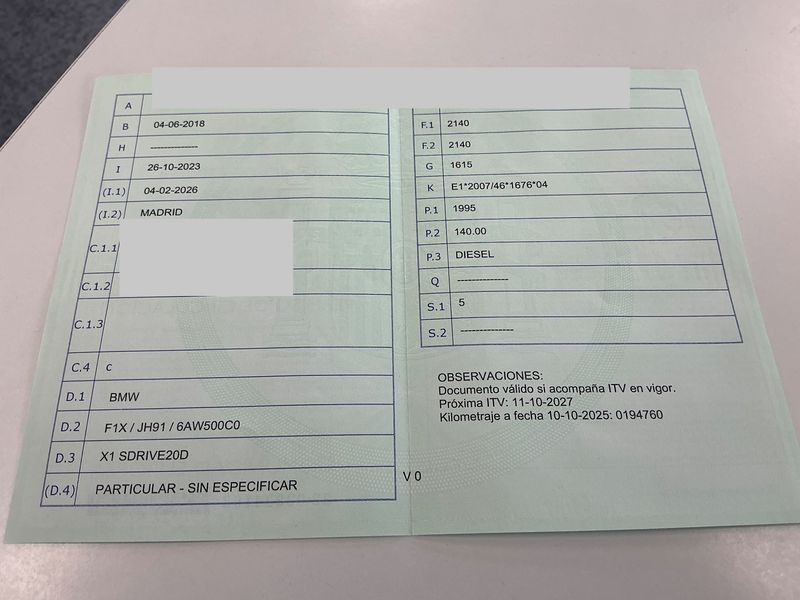 A
B 04-06-2018
H --------------
I 26-10-2023
(I.1) 04-02-2026
(I.2) MADRID
C.1.1
C.1.2
C.1.3
C.4 c
D.1 BMW
D.2 F1X / JH91 / 6AW500C0
D.3 X1 SDRIVE20D
(D.4) PARTICULAR - SIN ESPECIFICAR
V 0
F.1 2140
F.2 2140
G 1615
K E1*2007/46*1676*04
P.1 1995
P.2 140.00
P.3 DIESEL
Q --------------
S.1 5
S.2 --------------
OBSERVACIONES:
Documento válido si acompaña ITV en vigor.
Próxima ITV: 11-10-2027
Kilometraje a fecha 10-10-2025: 0194760